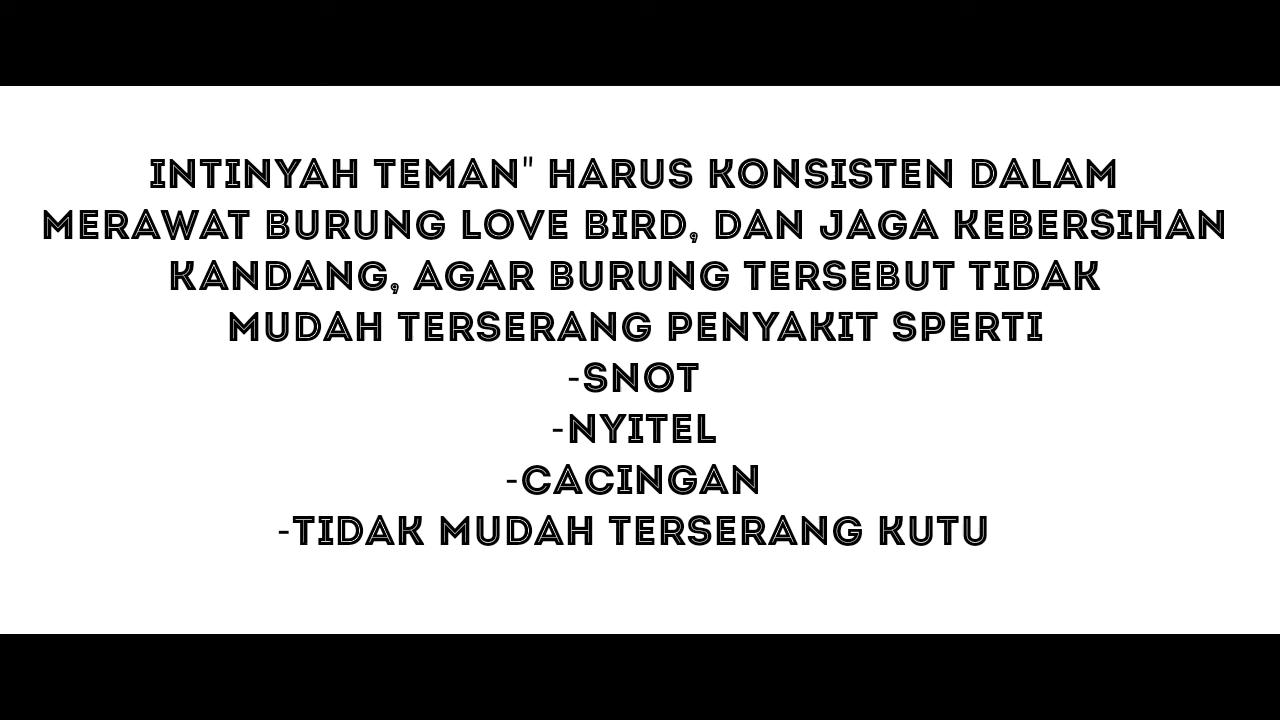 INTINYAH TEMAN" HARUS KONSISTEN DALAM
MERAWAT BURUNG LOVE BIRD, DAN JAGA KEBERSIHAN
KANDANG, AGAR BURUNG TERSEBUT TIDAK
MUDAH TERSERANG PENYAKIT SPERTI
-SNOT
-NYITEL
-CACINGAN
-TIDAK MUDAH TERSERANG KUTU